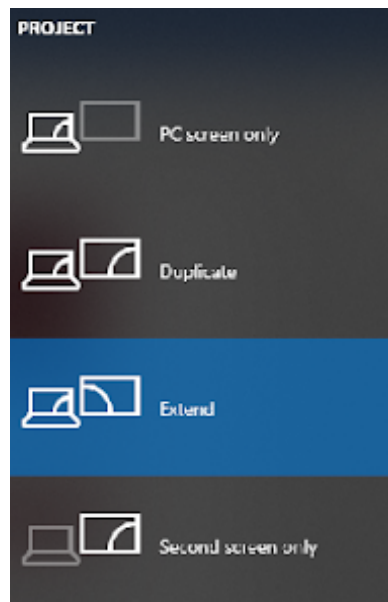 PROJECT
PC screen only
Duplicate
Extend
Second screen only